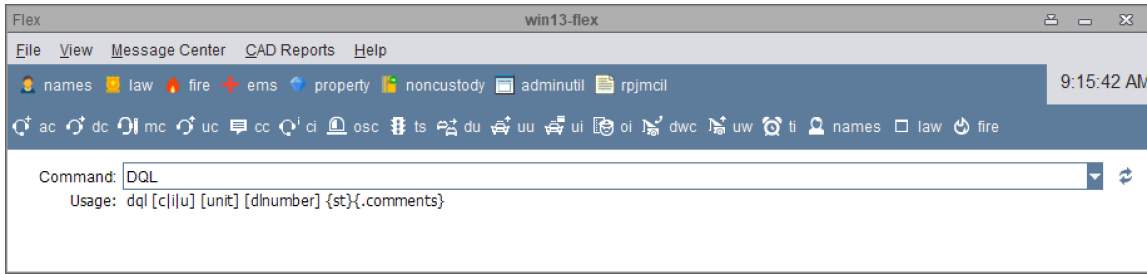 Flex win13-flex
File View Message Center CAD Reports Help
names law fire ems property noncustody adminutil rpjmcil 9:15:42 AM
ac dc mc uc cc ci osc ts du uu ui oi dwc uw ti names law fire
Command: DQL
Usage: dql [c|i|u] [unit] [dlnumber] {st}{.comments}